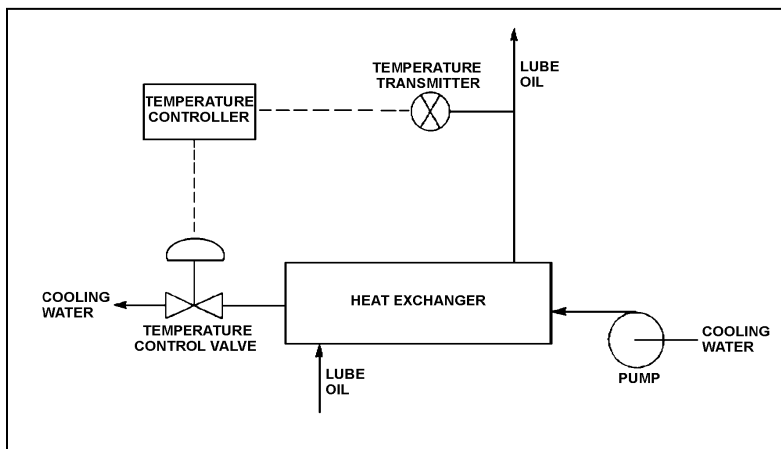 LUBE
OIL
TEMPERATURE
TRANSMITTER
TEMPERATURE
CONTROLLER
HEAT EXCHANGER
COOLING
WATER
TEMPERATURE
CONTROL VALVE
COOLING
WATER
PUMP
LUBE
OIL